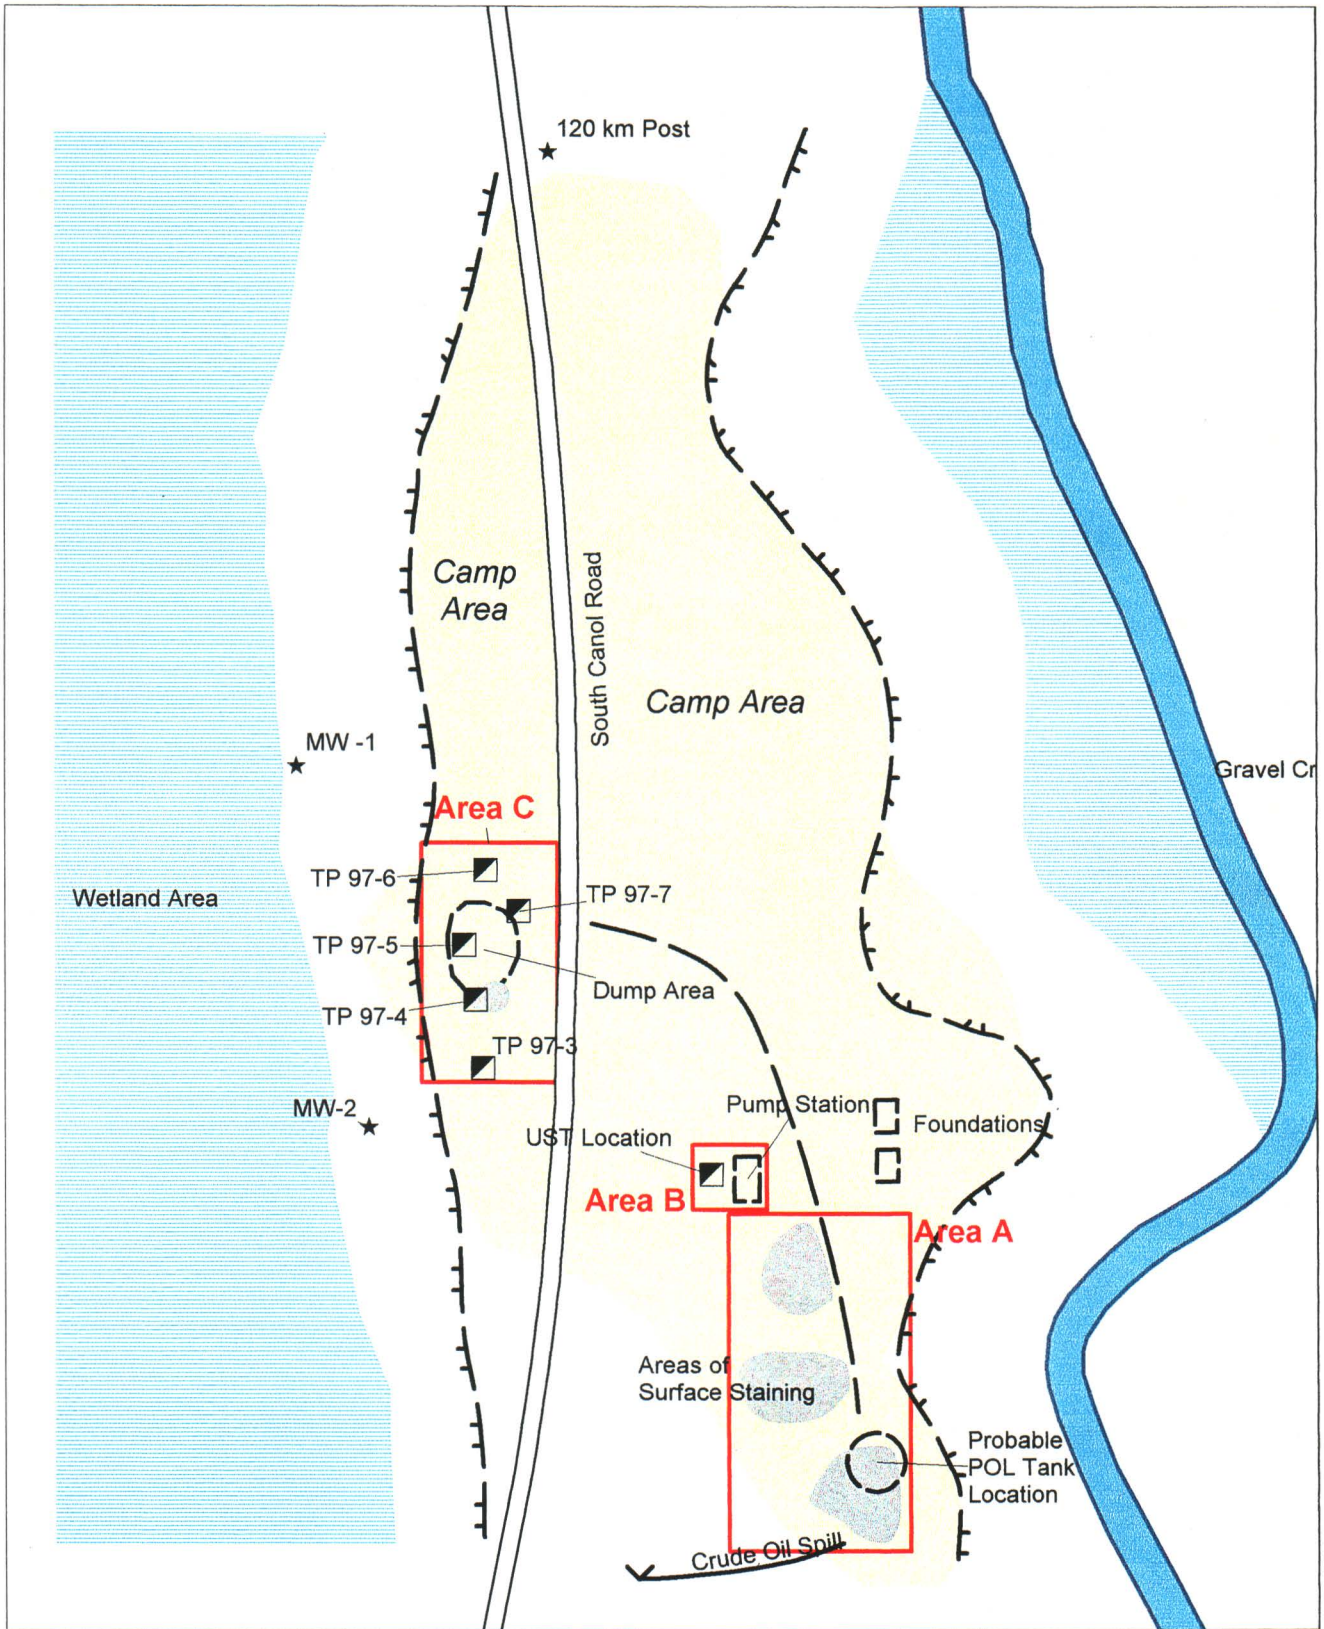 120 km Post
Camp
Area
South Canol Road
Camp Area
MW -1
Gravel Cr
Area C
TP 97-6
TP 97-7
Wetland Area
TP 97-5
Dump Area
TP 97-4
TP 97-3
MW-2
Pump Station
Foundations
UST Location
Area B
Area A
Areas of
Surface Staining
Probable
POL Tank
Location
Crude Oil Spill